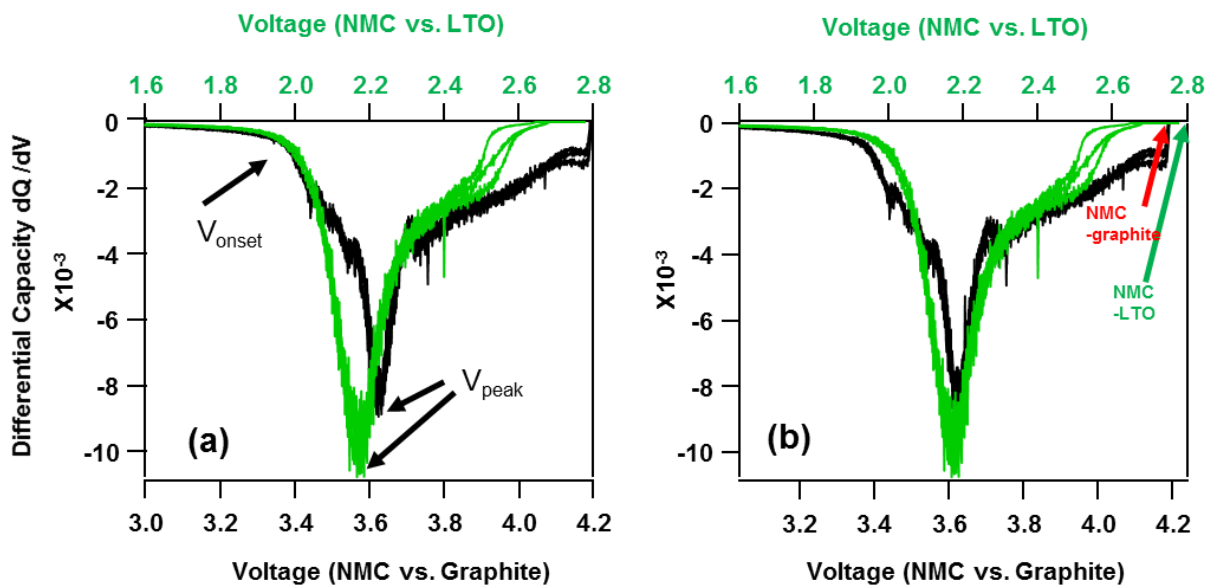 Voltage (NMC vs. LTO)
1.6 1.8 2.0 2.2 2.4 2.6 2.8
Differential Capacity dQ /dV
X10-3
0
-2
-4
-6
-8
-10
Vonset
Vpeak
(a)
3.0 3.2 3.4 3.6 3.8 4.0 4.2
Voltage (NMC vs. Graphite)
Voltage (NMC vs. LTO)
1.6 1.8 2.0 2.2 2.4 2.6 2.8
X10-3
0
-2
-4
-6
-8
-10
NMC
-graphite
NMC
-LTO
(b)
3.2 3.4 3.6 3.8 4.0 4.2
Voltage (NMC vs. Graphite)